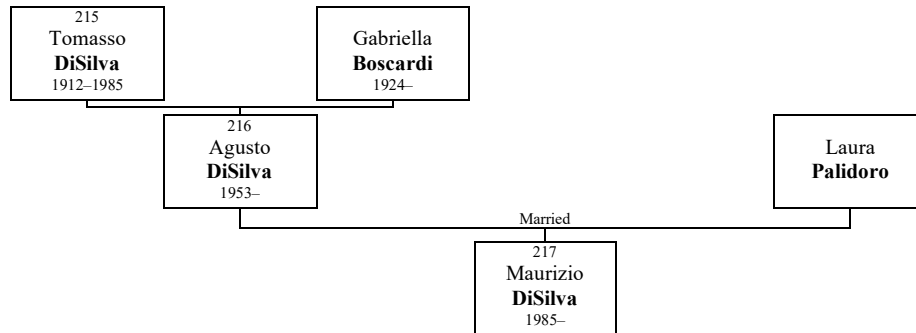 215
Tomasso
DiSilva
1912–1985
Gabriella
Boscardi
1924–
216
Agusto
DiSilva
1953–
Laura
Palidoro
Married
217
Maurizio
DiSilva
1985–